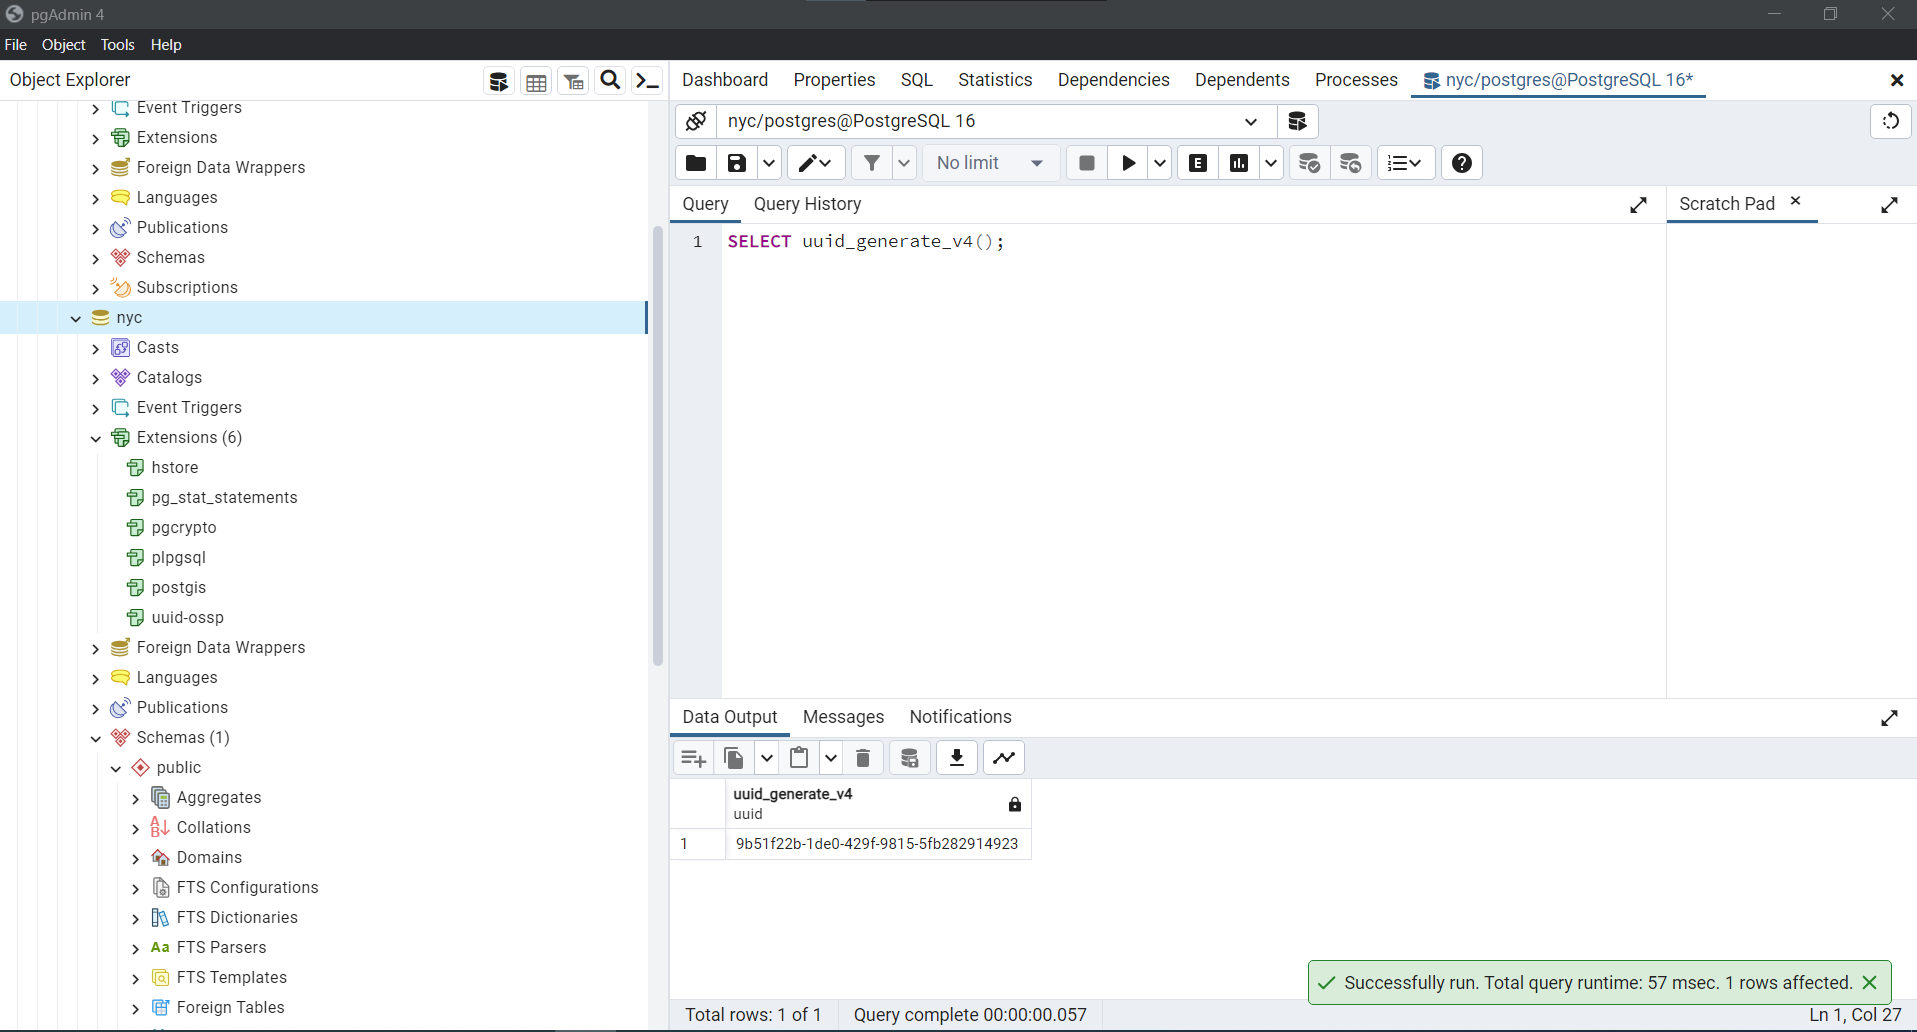 pgAdmin 4
File Object Tools Help
Object Explorer
Event Triggers
Extensions
Foreign Data Wrappers
Languages
Publications
Schemas
Subscriptions
nyc
Casts
Catalogs
Event Triggers
Extensions (6)
hstore
pg_stat_statements
pgcrypto
plpgsql
postgis
uuid-ossp
Foreign Data Wrappers
Languages
Publications
Schemas (1)
public
Aggregates
Collations
Domains
FTS Configurations
FTS Dictionaries
Aa FTS Parsers
FTS Templates
Foreign Tables
Dashboard Properties SQL Statistics Dependencies Dependents Processes nyc/postgres@PostgreSQL 16*
nyc/postgres@PostgreSQL 16
No limit E
Query Query History
1 SELECT uuid_generate_v4();
Scratch Pad
Data Output Messages Notifications
uuid_generate_v4
uuid
1 9b51f22b-1de0-429f-9815-5fb282914923
Successfully run. Total query runtime: 57 msec. 1 rows affected.
Total rows: 1 of 1 Query complete 00:00:00.057 Ln 1, Col 27